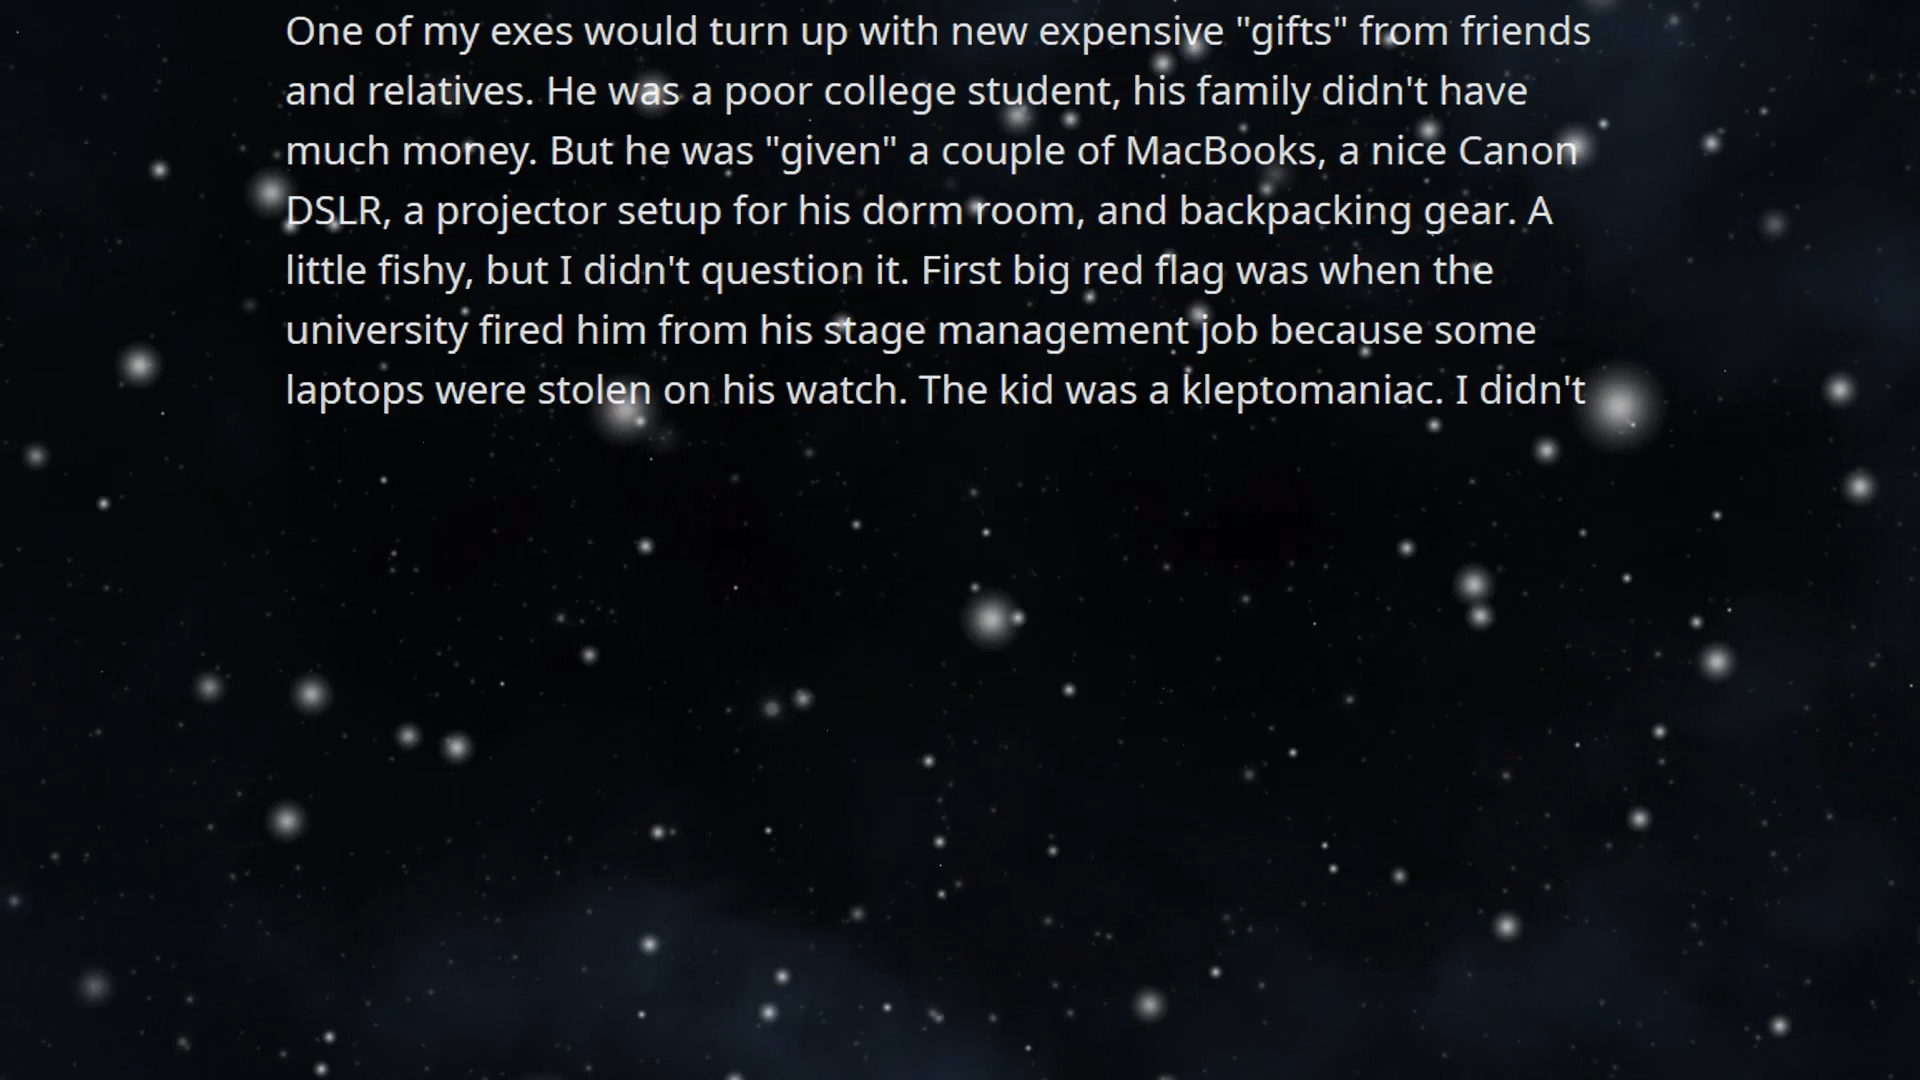 One of my exes would turn up with new expensive "gifts" from friends
and relatives. He was a poor college student, his family didn't have
much money. But he was "given" a couple of MacBooks, a nice Canon
DSLR, a projector setup for his dorm room, and backpacking gear. A
little fishy, but I didn't question it. First big red flag was when the
university fired him from his stage management job because some
laptops were stolen on his watch. The kid was a kleptomaniac. I didn't